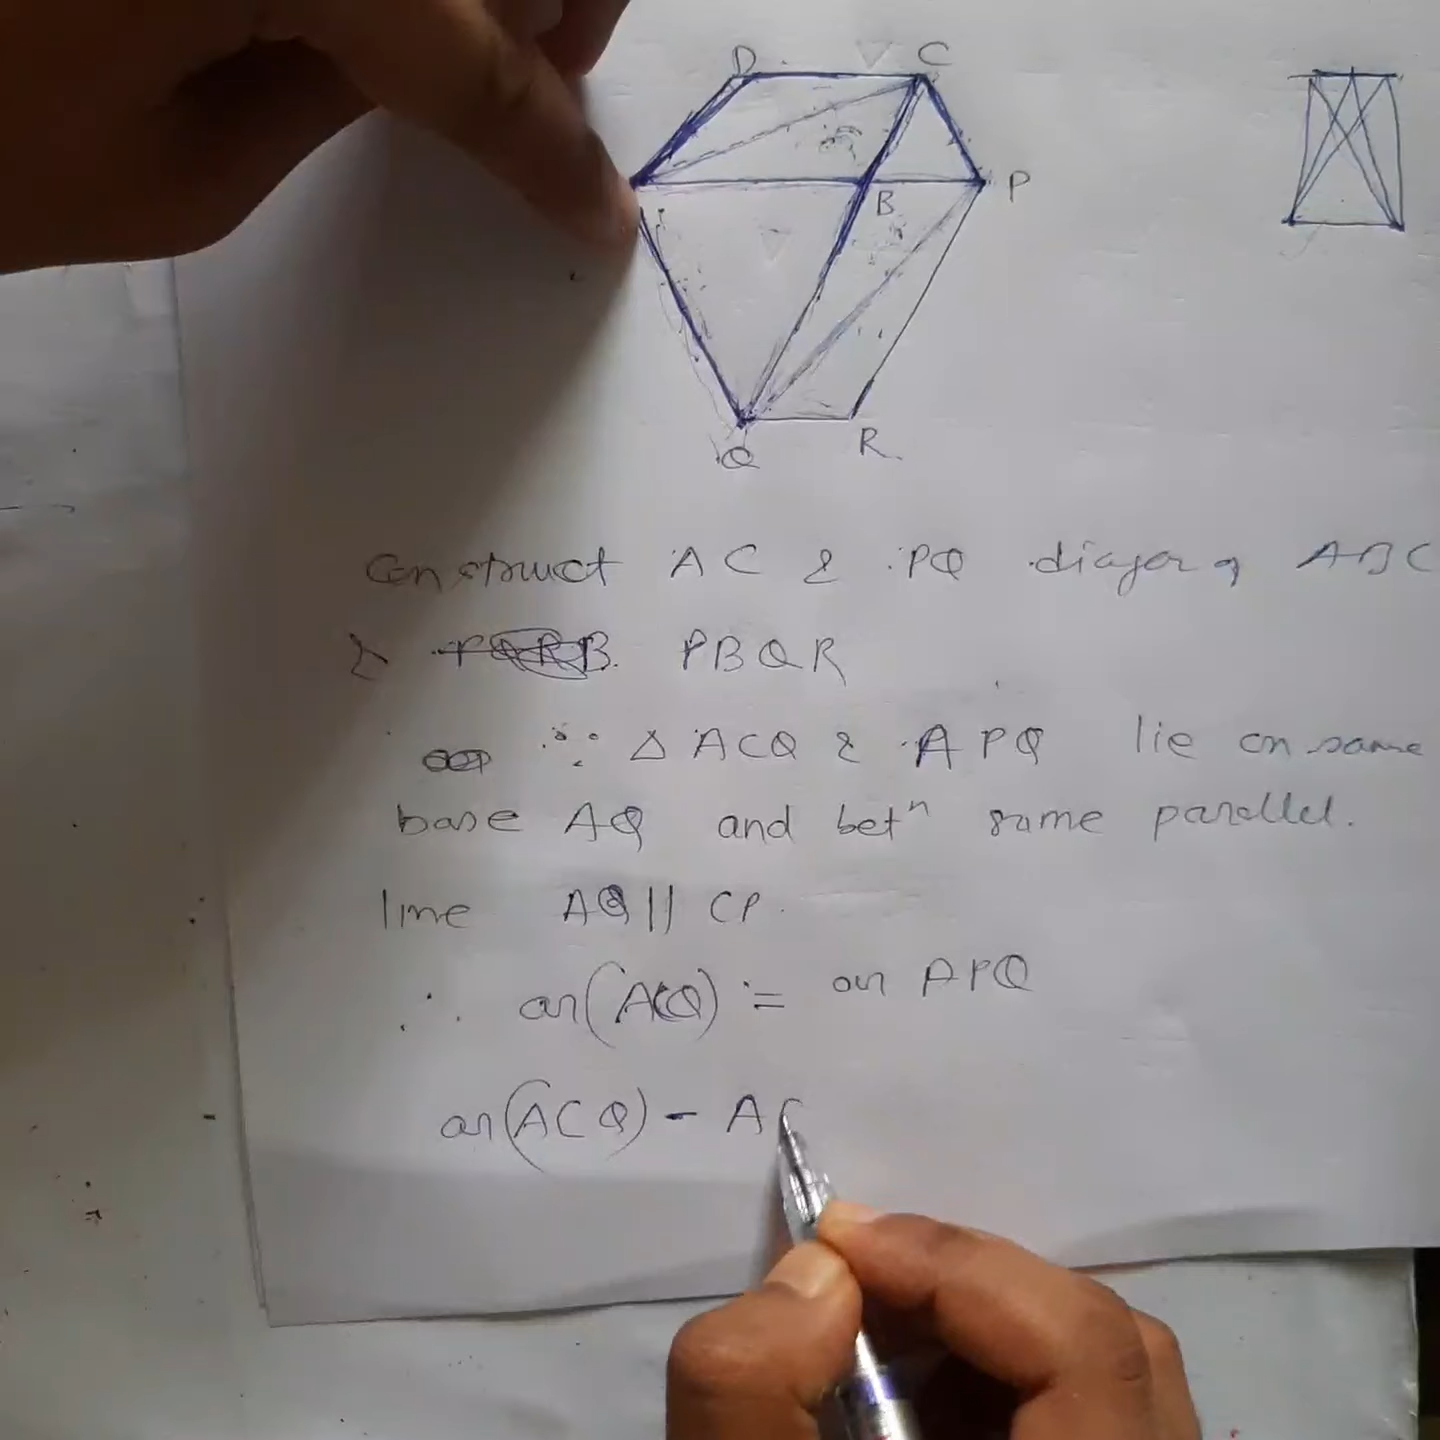 D C
B P
Q R
Construct AC & PQ ABC
& PBQR
∵ Δ ACQ & APQ lie on same
base AQ and betⁿ same parallel.
line AQ || CP.
∴ ar(ACQ) = ar APQ
ar(ACQ) - AC